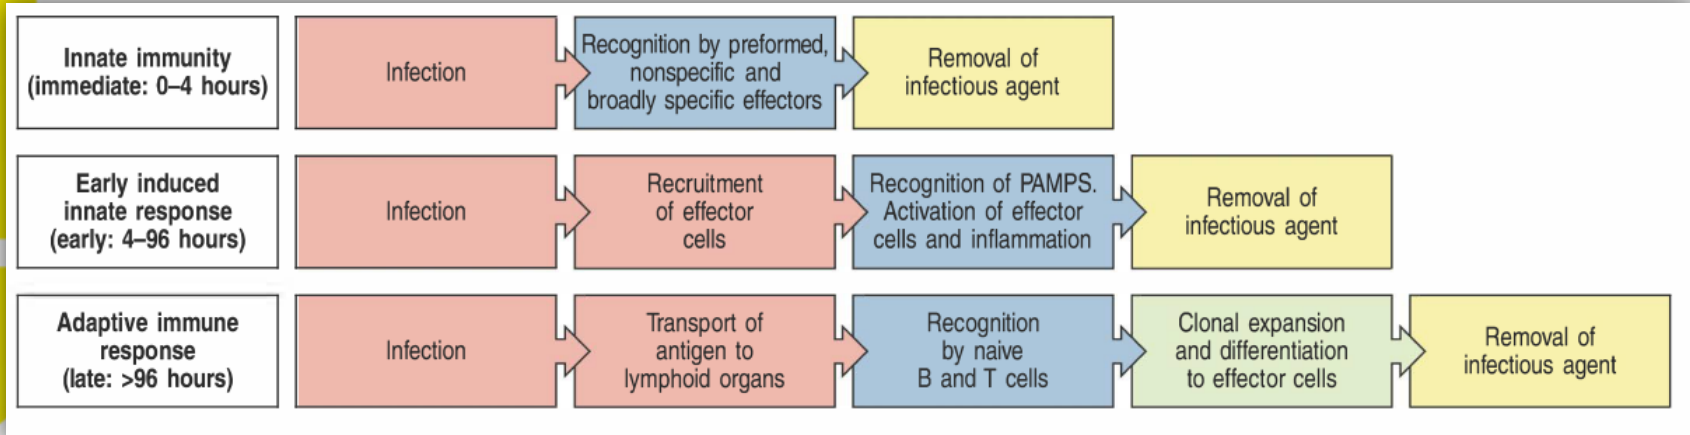 Innate immunity
(immediate: 0–4 hours)
Infection
Recognition by preformed,
nonspecific and
broadly specific effectors
Removal of
infectious agent
Early induced
innate response
(early: 4–96 hours)
Infection
Recruitment
of effector
cells
Recognition of PAMPS.
Activation of effector
cells and inflammation
Removal of
infectious agent
Adaptive immune
response
(late: >96 hours)
Infection
Transport of
antigen to
lymphoid organs
Recognition
by naive
B and T cells
Clonal expansion
and differentiation
to effector cells
Removal of
infectious agent